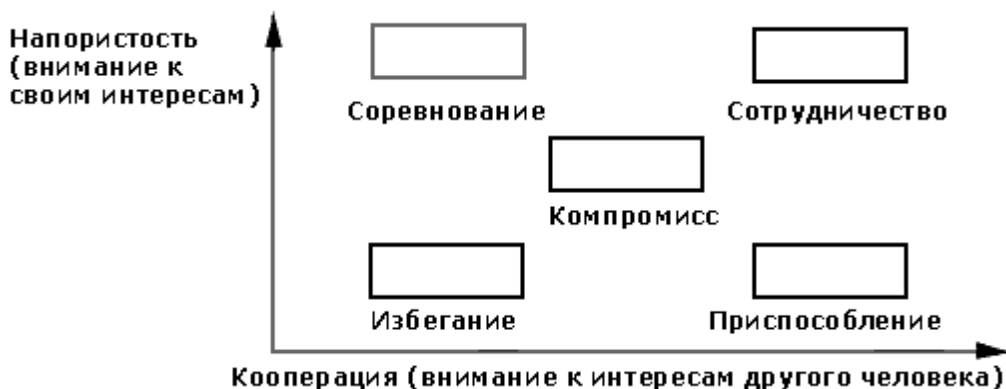 Напористость
(внимание к
своим интересам)
Соревнование
Сотрудничество
Компромисс
Избегание
Приспособление
Кооперация (внимание к интересам другого человека)